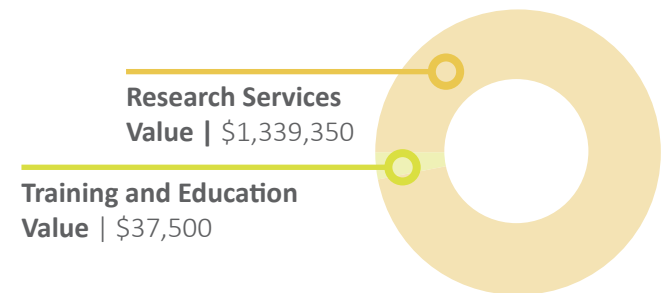 Research Services
Value | $1,339,350
Training and Education
Value | $37,500